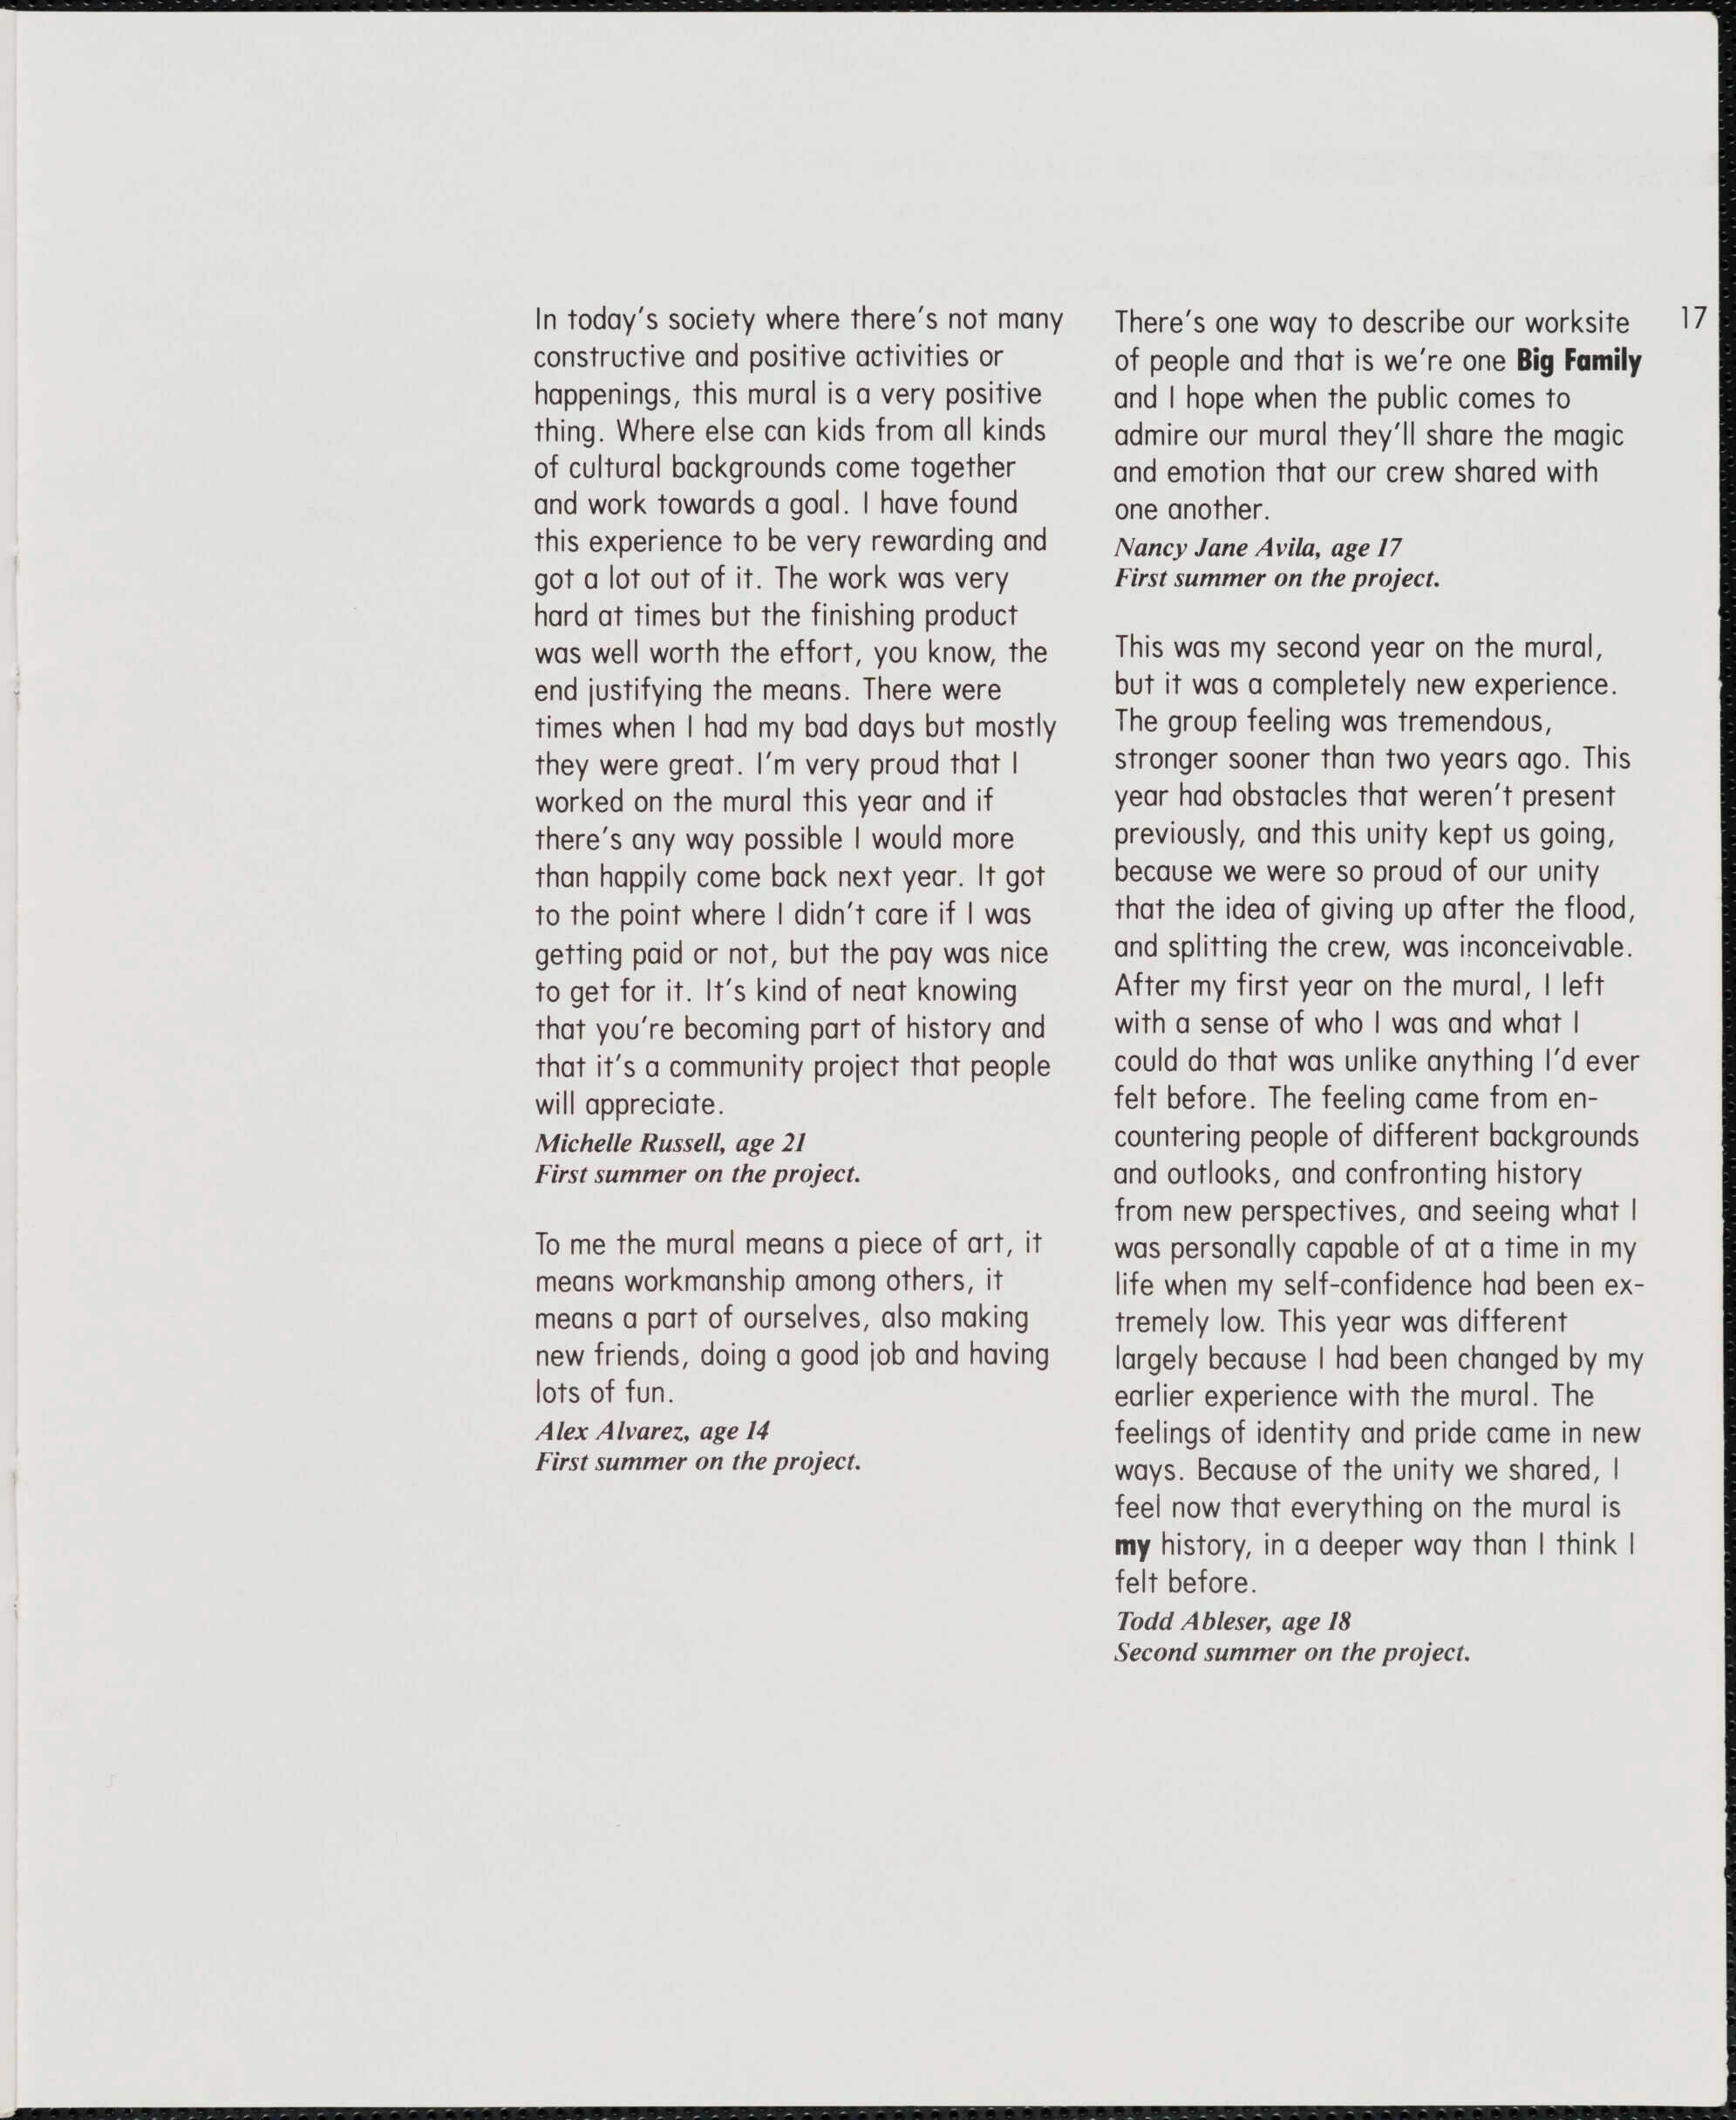 In today's society where there's not many
constructive and positive activities or
happenings, this mural is a very positive
thing. Where else can kids from all kinds
of cultural backgrounds come together
and work towards a goal. I have found
this experience to be very rewarding and
got a lot out of it. The work was very
hard at times but the finishing product
was well worth the effort, you know, the
end justifying the means. There were
times when I had my bad days but mostly
they were great. I'm very proud that I
worked on the mural this year and if
there's any way possible I would more
than happily come back next year. It got
to the point where I didn't care if I was
getting paid or not, but the pay was nice
to get for it. It's kind of neat knowing
that you're becoming part of history and
that it's a community project that people
will appreciate.
Michelle Russell, age 21
First summer on the project.
To me the mural means a piece of art, it
means workmanship among others, it
means a part of ourselves, also making
new friends, doing a good job and having
lots of fun.
Alex Alvarez, age 14
First summer on the project.
There's one way to describe our worksite
of people and that is we're one Big Family
and I hope when the public comes to
admire our mural they'll share the magic
and emotion that our crew shared with
one another.
Nancy Jane Avila, age 17
First summer on the project.
This was my second year on the mural,
but it was a completely new experience.
The group feeling was tremendous,
stronger sooner than two years ago. This
year had obstacles that weren't present
previously, and this unity kept us going,
because we were so proud of our unity
that the idea of giving up after the flood,
and splitting the crew, was inconceivable.
After my first year on the mural, I left
with a sense of who I was and what I
could do that was unlike anything I'd ever
felt before. The feeling came from en-
countering people of different backgrounds
and outlooks, and confronting history
from new perspectives, and seeing what I
was personally capable of at a time in my
life when my self-confidence had been ex-
tremely low. This year was different
largely because I had been changed by my
earlier experience with the mural. The
feelings of identity and pride came in new
ways. Because of the unity we shared, I
feel now that everything on the mural is
my history, in a deeper way than I think I
felt before.
Todd Ableser, age 18
Second summer on the project.
17